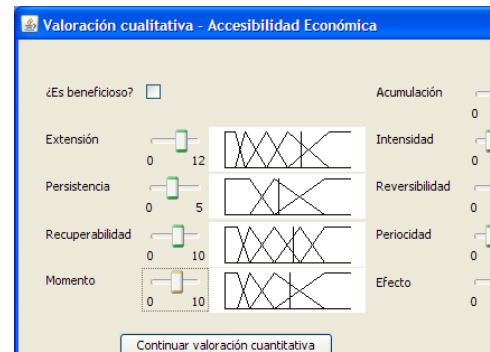 Valoración cualitativa - Accesibilidad Económica
¿Es beneficioso?
Acumulación
0
Extensión
0 12
Intensidad
0
Persistencia
0 5
Reversibilidad
0
Recuperabilidad
0 10
Periocidad
0
Momento
0 10
Efecto
0
Continuar valoración cuantitativa